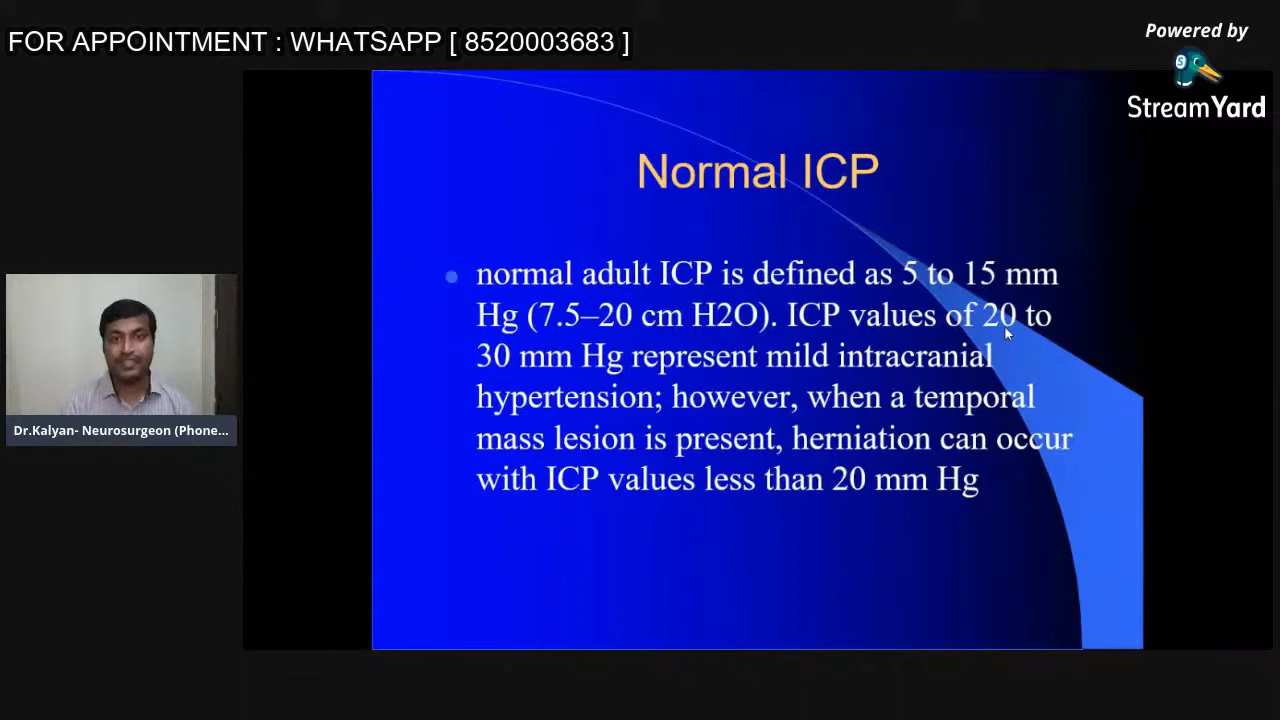 FOR APPOINTMENT : WHATSAPP [ 8520003683 ]
Powered by
StreamYard
Normal ICP
normal adult ICP is defined as 5 to 15 mm
Hg (7.5–20 cm H2O). ICP values of 20 to
30 mm Hg represent mild intracranial
hypertension; however, when a temporal
mass lesion is present, herniation can occur
with ICP values less than 20 mm Hg
Dr.Kalyan- Neurosurgeon (Phone...